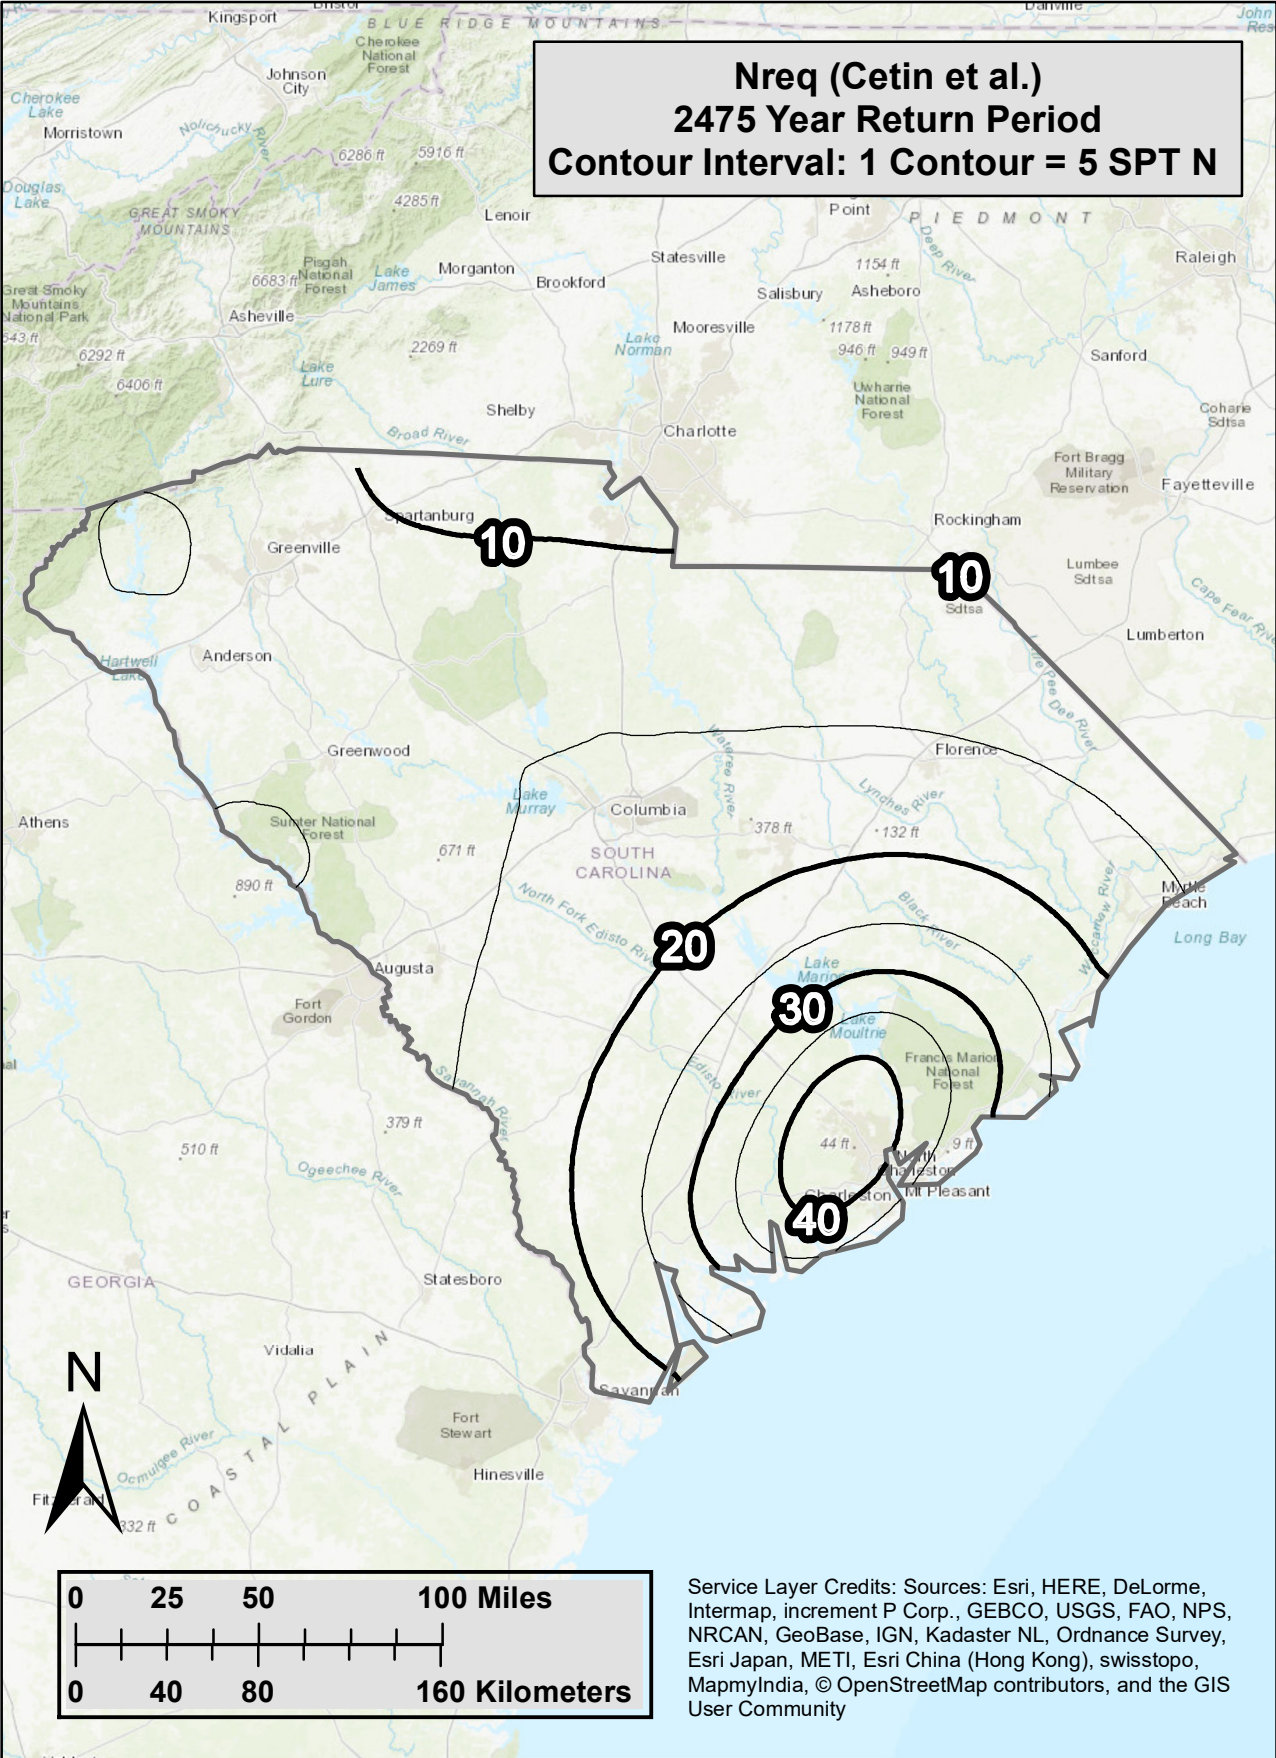 Kingsport
Bristol
BLUE RIDGE MOUNTAINS
Danville
John
Res
Cherokee
National
Forest
Johnson
City
Cherokee
Lake
Morristown
Nolichucky River
Nreq (Cetin et al.)
2475 Year Return Period
Contour Interval: 1 Contour = 5 SPT N
6286 ft
5916 ft
Douglas
Lake
4285 ft
GREAT SMOKY
MOUNTAINS
Lenoir
Point
PIEDMONT
Deep River
Raleigh
Statesville
Pisgah
National
Forest
6683 ft
Lake
James
Morganton
Brookford
1154 ft
Salisbury
Asheboro
Great Smoky
Mountains
National Park
Asheville
643 ft
6292 ft
6406 ft
2269 ft
Lake
Lure
Lake
Norman
Mooresville
1178 ft
946 ft
949 ft
Sanford
Uwharrie
National
Forest
Shelby
Broad River
Charlotte
Coharie
Sdtsa
Fort Bragg
Military
Reservation
Fayetteville
Spartanburg
10
Greenville
Rockingham
10
Sdtsa
Lumbee
Sdtsa
Cape Fear Rive
Lumberton
Little Pee Dee River
Hartwell
Lake
Anderson
Greenwood
Wateree River
Florence
Lynches River
Lake
Murray
Columbia
378 ft
132 ft
Athens
Sumter National
Forest
671 ft
SOUTH
CAROLINA
890 ft
Myrtle
Beach
Long Bay
North Fork Edisto Riv
20
Black River
Waccamaw River
Augusta
Lake
Marion
30
Fort
Gordon
Lake
Moultrie
Francis Marion
National
Forest
Savannah River
Edisto River
379 ft
510 ft
44 ft
9 ft
North
Charleston
Ogeechee River
Charleston
Mt Pleasant
40
GEORGIA
Statesboro
Vidalia
COASTAL PLAIN
N
Savannah
Fort
Stewart
Ocmulgee River
Hinesville
Fitzgerald
332 ft
0 25 50 100 Miles
0 40 80 160 Kilometers
Service Layer Credits: Sources: Esri, HERE, DeLorme,
Intermap, increment P Corp., GEBCO, USGS, FAO, NPS,
NRCAN, GeoBase, IGN, Kadaster NL, Ordnance Survey,
Esri Japan, METI, Esri China (Hong Kong), swisstopo,
MapmyIndia, © OpenStreetMap contributors, and the GIS
User Community